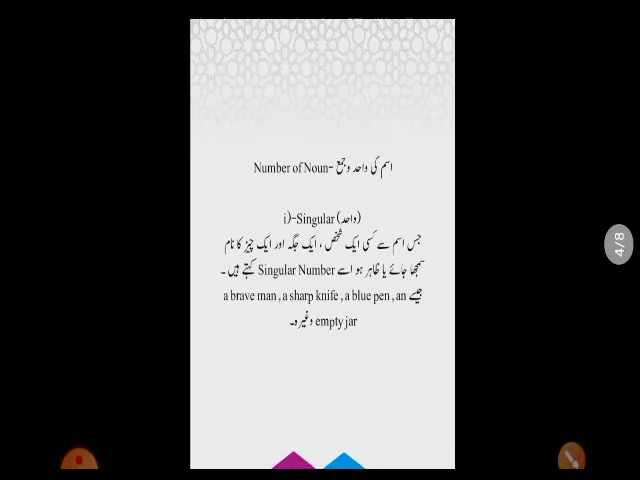 اسم کی واحد وجمع -Number of Noun
i)-Singular (واحد)
جس اسم سے کسی ایک شخص ، ایک جگہ اور ایک چیز کا نام
سمجھا جائے یا ظاہر ہو اسے Singular Number کہتے ہیں ۔
جیسے a brave man , a sharp knife , a blue pen , an
empty jar وغیرہ۔
4/8